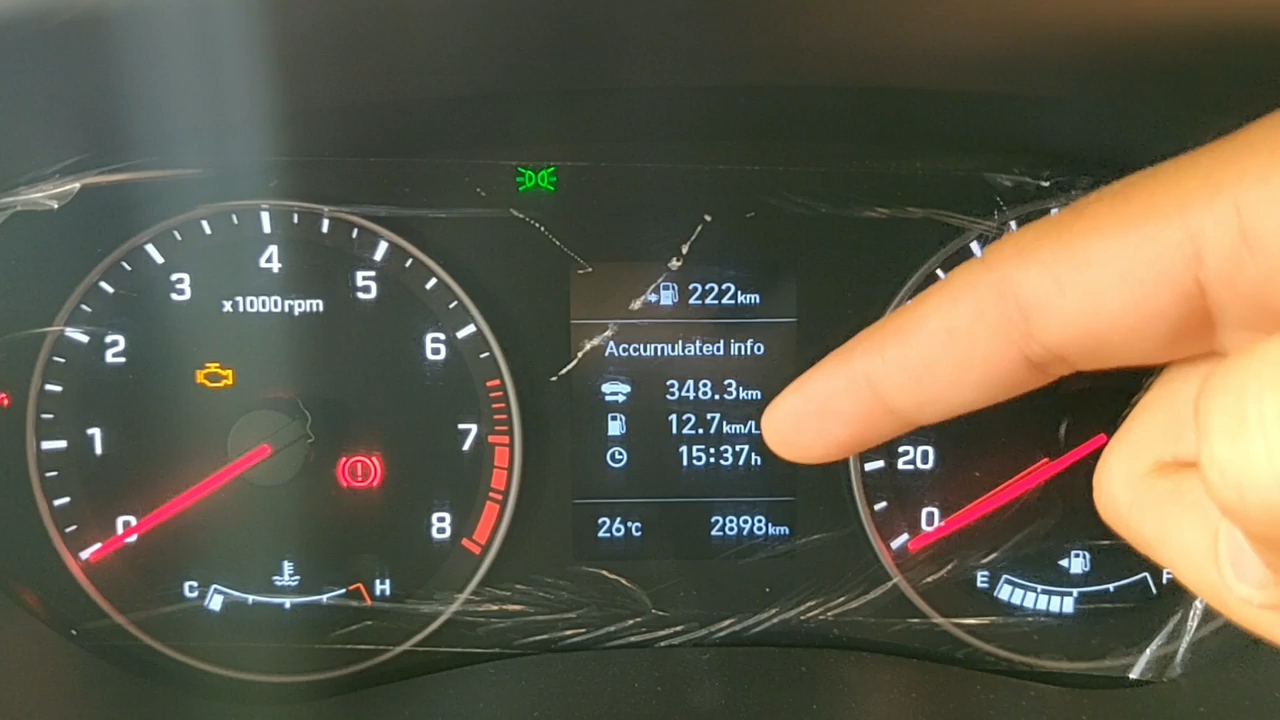 4
3
5
x1000rpm
2
6
1
7
0
8
C
H
222km
Accumulated info
348.3km
12.7km/L
15:37h
26°C
2898km
20
0
E
F